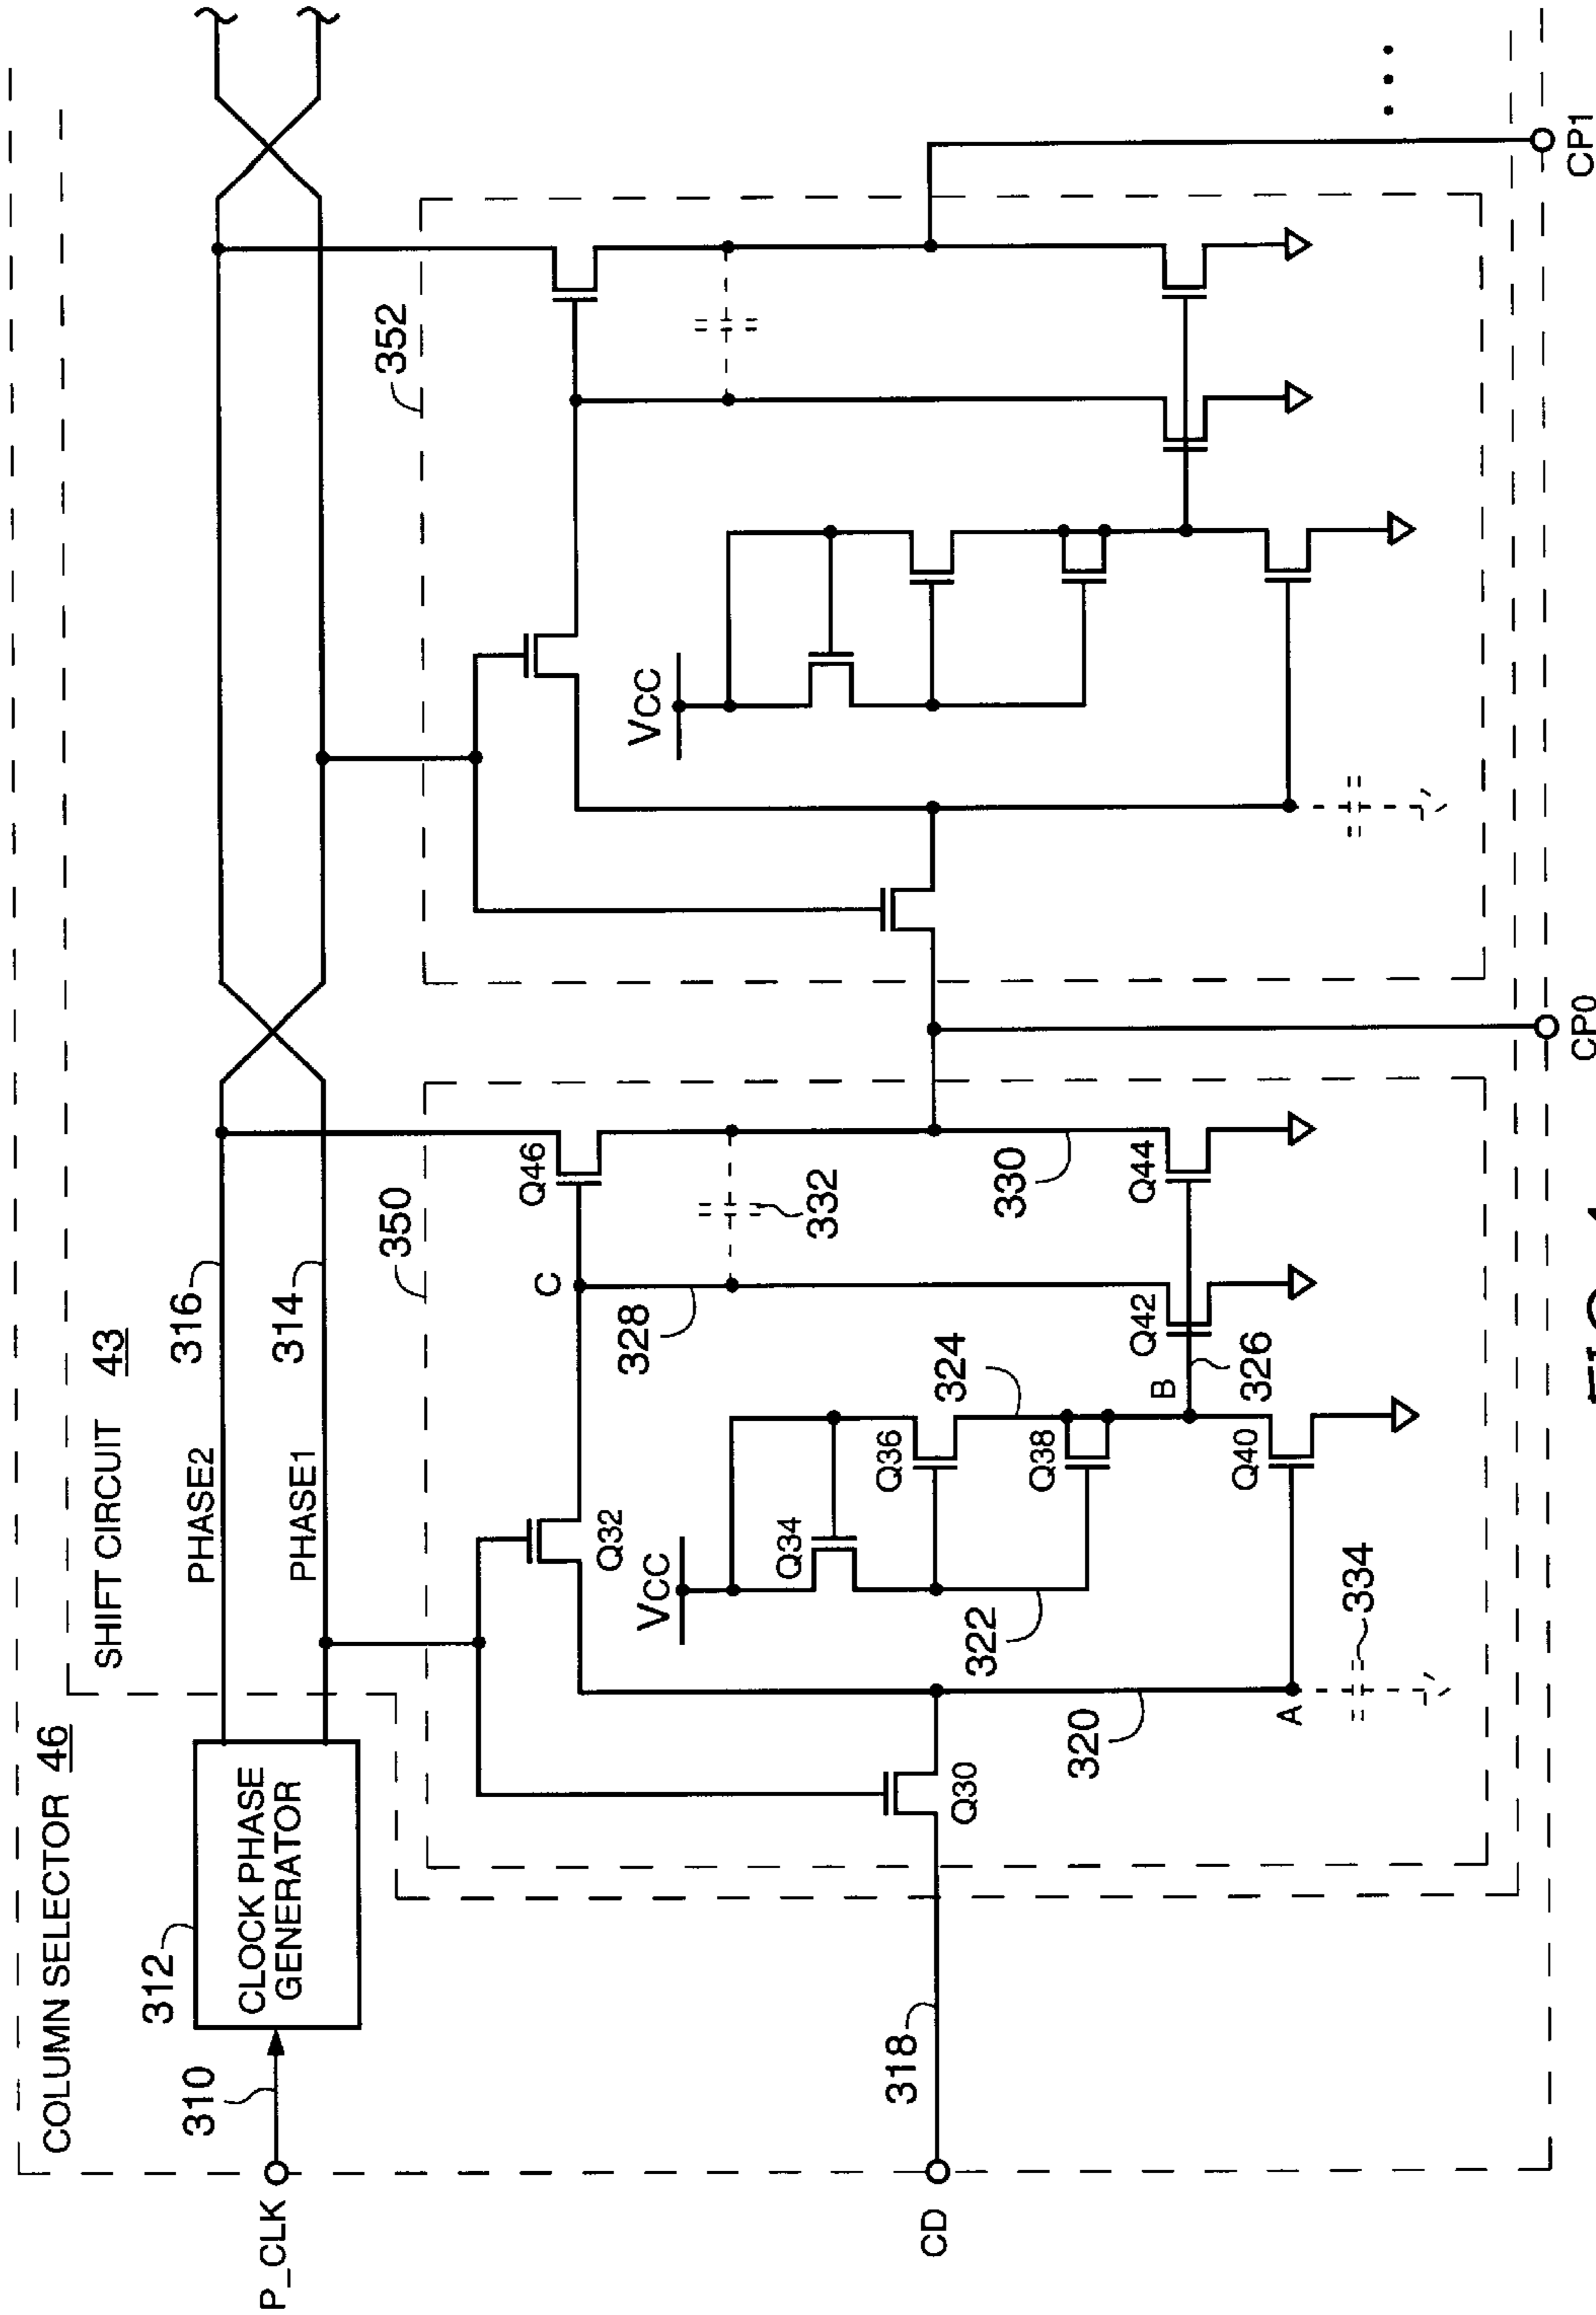 COLUMN SELECTOR 46
SHIFT CIRCUIT 43
P_CLK
310
312
CLOCK PHASE
GENERATOR
PHASE2
316
PHASE1
314
350
352
CD
318
Q30
Q32
C
Q46
VCC
Q34
Q36
322
324
Q38
328
332
330
320
A
334
B
326
Q40
Q42
Q44
VCC
CP0
CP1